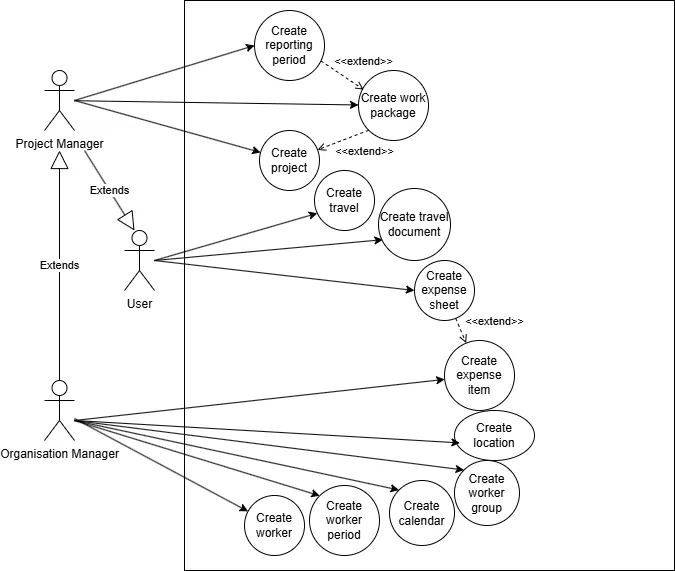 Create
reporting
period
<<extend>>
Create work
package
Project Manager
<<extend>>
Create
project
Extends
Create
travel
Create travel
document
User
Extends
Create
expense
sheet
<<extend>>
Create
expense
item
Organisation Manager
Create
location
Create
worker
group
Create
calendar
Create
worker
period
Create
worker